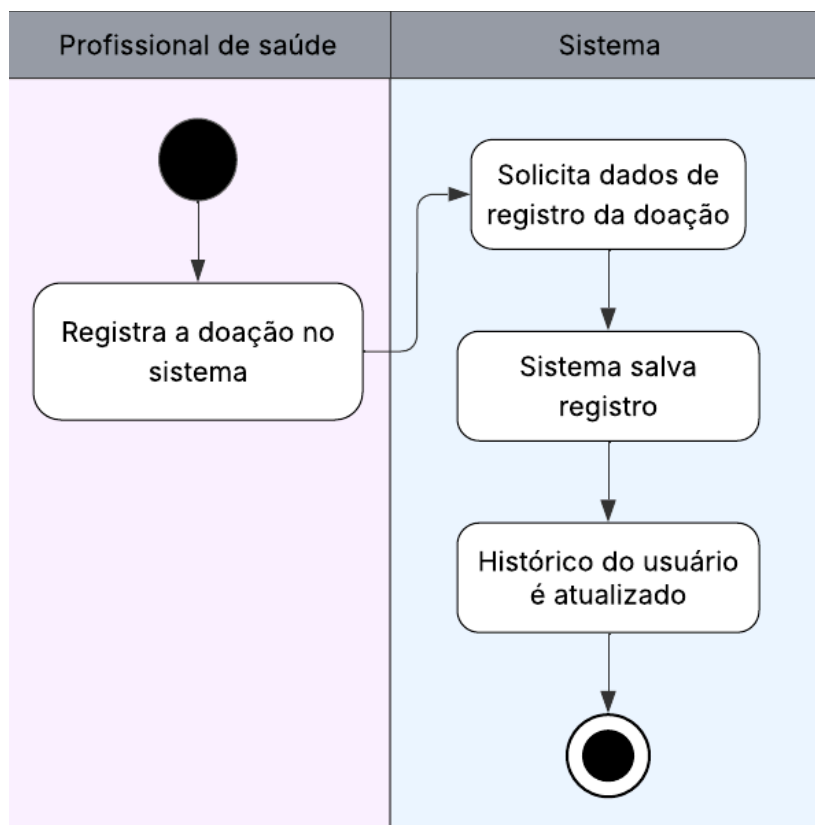 Profissional de saúde
Sistema
Solicita dados de
registro da doação
Registra a doação no
sistema
Sistema salva
registro
Histórico do usuário
é atualizado